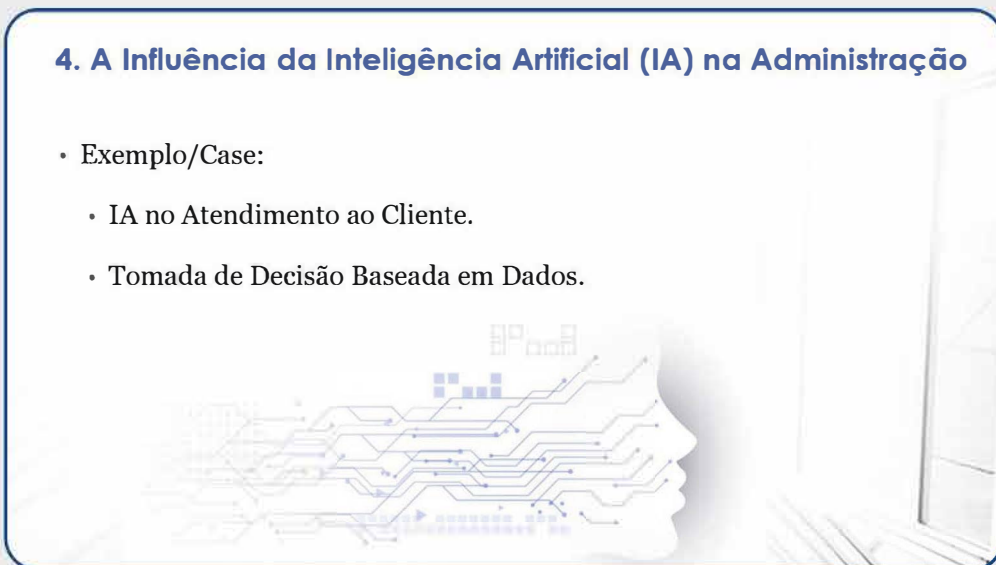 4. A Influência da Inteligência Artificial (IA) na Administração
• Exemplo/Case:
• IA no Atendimento ao Cliente.
• Tomada de Decisão Baseada em Dados.